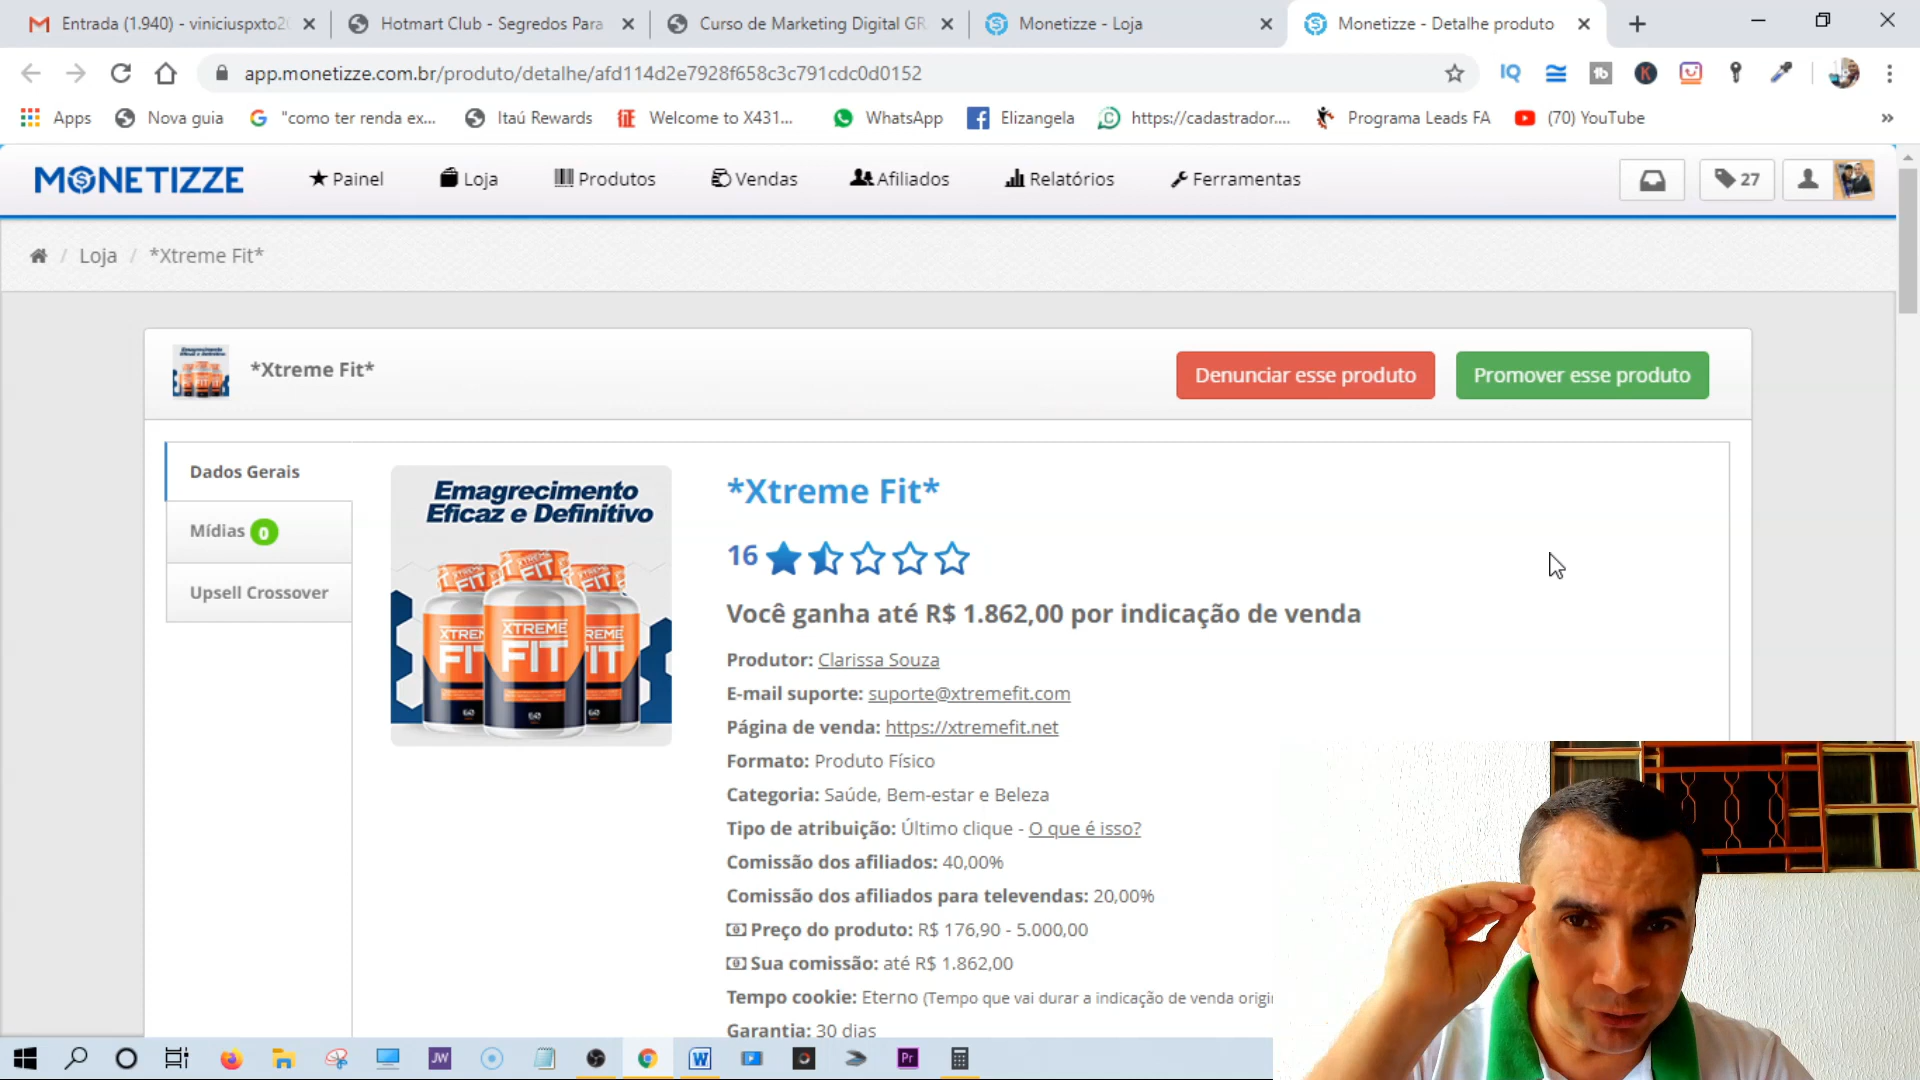 Entrada (1.940) - viniciuspxto2
Hotmart Club - Segredos Para
Curso de Marketing Digital GR
Monetizze - Loja
Monetizze - Detalhe produto
app.monetizze.com.br/produto/detalhe/afd114d2e7928f658c3c791cdc0d0152
Apps
Nova guia
"como ter renda ex...
Itaú Rewards
Welcome to X431...
WhatsApp
Elizangela
https://cadastrador....
Programa Leads FA
(70) YouTube
»
MONETIZZE
Painel
Loja
Produtos
Vendas
Afiliados
Relatórios
Ferramentas
27
/ Loja / *Xtreme Fit*
*Xtreme Fit*
Denunciar esse produto
Promover esse produto
Dados Gerais
Mídias 0
Upsell Crossover
Emagrecimento
Eficaz e Definitivo
XTREME
FIT
60
*Xtreme Fit*
16
Você ganha até R$ 1.862,00 por indicação de venda
Produtor: Clarissa Souza
E-mail suporte: suporte@xtremefit.com
Página de venda: https://xtremefit.net
Formato: Produto Físico
Categoria: Saúde, Bem-estar e Beleza
Tipo de atribuição: Último clique - O que é isso?
Comissão dos afiliados: 40,00%
Comissão dos afiliados para televendas: 20,00%
Preço do produto: R$ 176,90 - 5.000,00
Sua comissão: até R$ 1.862,00
Tempo cookie: Eterno (Tempo que vai durar a indicação de venda origi
Garantia: 30 dias